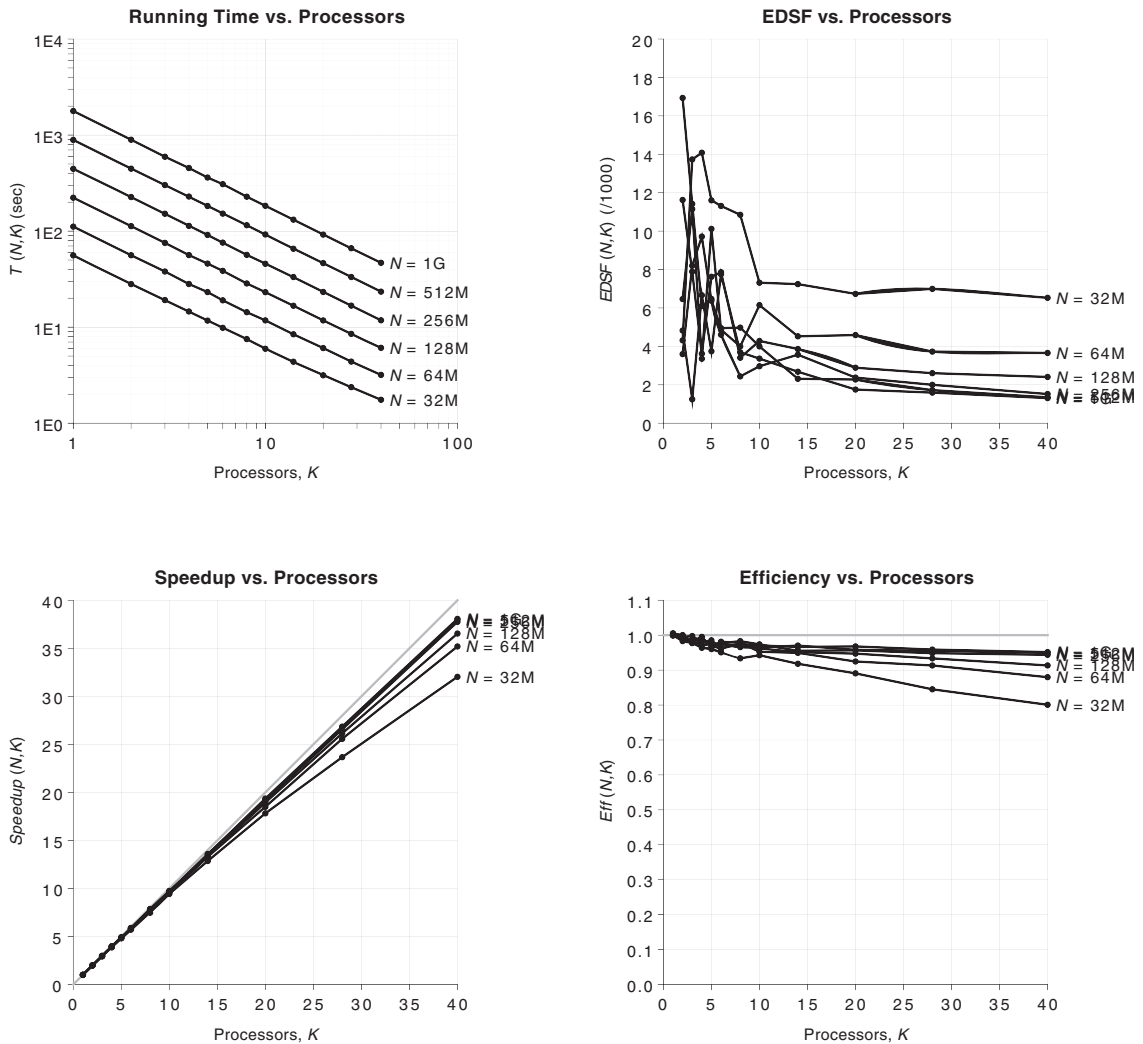 Running Time vs. Processors
1E4
1E3
1E2
1E1
1E0
T (N,K) (sec)
N = 1G
N = 512M
N = 256M
N = 128M
N = 64M
N = 32M
1 10 100
Processors, K
EDSF vs. Processors
20
18
16
14
12
10
8
6
4
2
0
EDSF (N,K) (/1000)
N = 32M
N = 64M
N = 128M
0 5 10 15 20 25 30 35 40
Processors, K
Speedup vs. Processors
40
35
30
25
20
15
10
5
0
Speedup (N,K)
N = 128M
N = 64M
N = 32M
0 5 10 15 20 25 30 35 40
Processors, K
Efficiency vs. Processors
1.1
1.0
0.9
0.8
0.7
0.6
0.5
0.4
0.3
0.2
0.1
0.0
Eff (N,K)
N = 128M
N = 64M
N = 32M
0 5 10 15 20 25 30 35 40
Processors, K